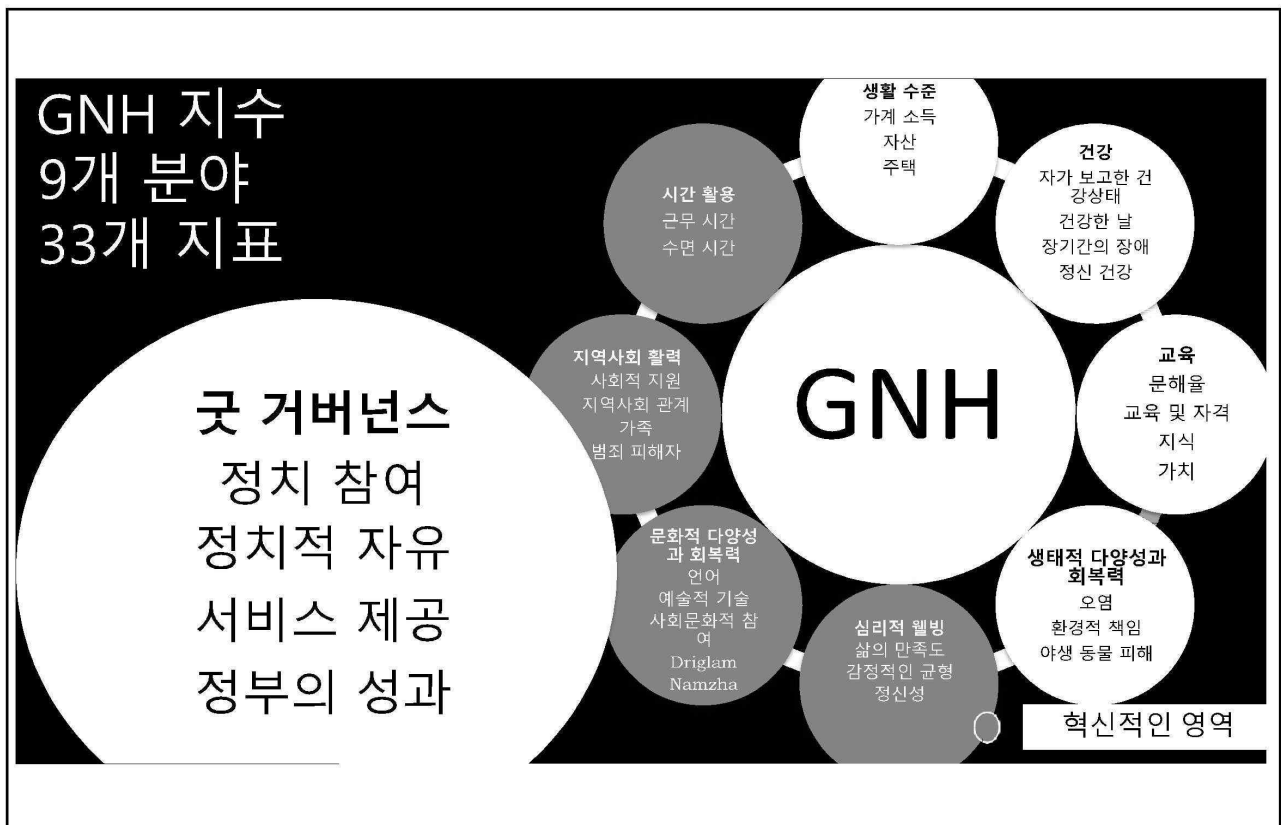 GNH 지수
9개 분야
33개 지표
생활 수준
가계 소득
자산
주택
건강
자가 보고한 건
강상태
건강한 날
장기간의 장애
정신 건강
시간 활용
근무 시간
수면 시간
교육
문해율
교육 및 자격
지식
가치
지역사회 활력
사회적 지원
지역사회 관계
가족
범죄 피해자
GNH
굿 거버넌스
정치 참여
정치적 자유
서비스 제공
정부의 성과
문화적 다양성
과 회복력
언어
예술적 기술
사회문화적 참
여
Driglam
Namzha
심리적 웰빙
삶의 만족도
감정적인 균형
정신성
생태적 다양성과
회복력
오염
환경적 책임
야생 동물 피해
혁신적인 영역